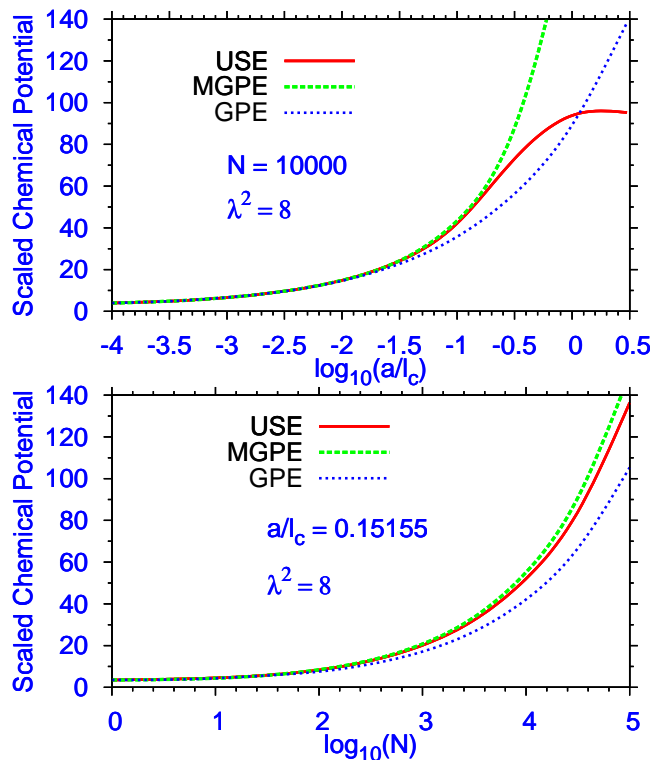 140
120
100
80
60
40
20
0
Scaled Chemical Potential
USE
MGPE
GPE
N = 10000
λ² = 8
-4 -3.5 -3 -2.5 -2 -1.5 -1 -0.5 0 0.5
log₁₀(a/l_c)
140
120
100
80
60
40
20
0
Scaled Chemical Potential
USE
MGPE
GPE
a/l_c = 0.15155
λ² = 8
0 1 2 3 4 5
log₁₀(N)